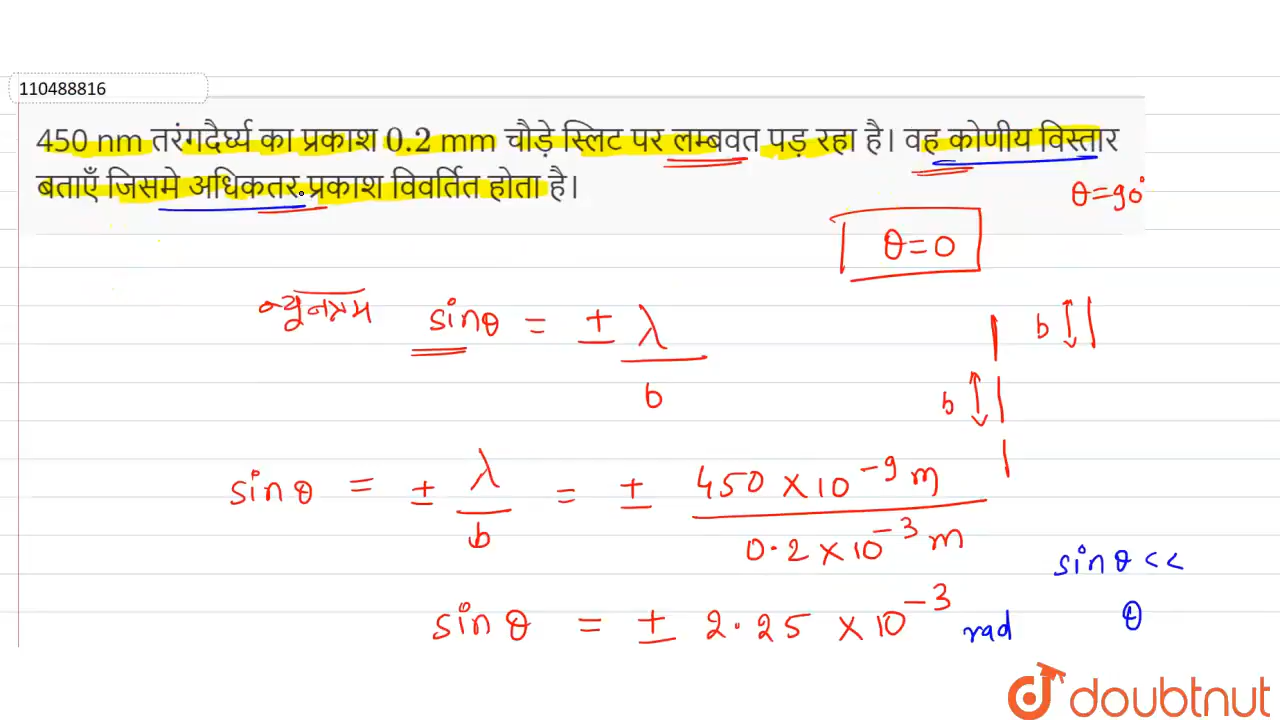 110488816
450 nm तरंगदैर्घ्य का प्रकाश 0.2 mm चौड़े स्लिट पर लम्बवत पड़ रहा है। वह कोणीय विस्तार
बताएँ जिसमे अधिकतर प्रकाश विवर्तित होता है।
θ=90°
θ=0
sinθ = ± λ/b
b
b
sinθ = ± λ/b = ± 450 × 10⁻⁹ m / 0.2 × 10⁻³ m
sinθ <<
sinθ = ± 2.25 × 10⁻³ rad
θ
doubtnut